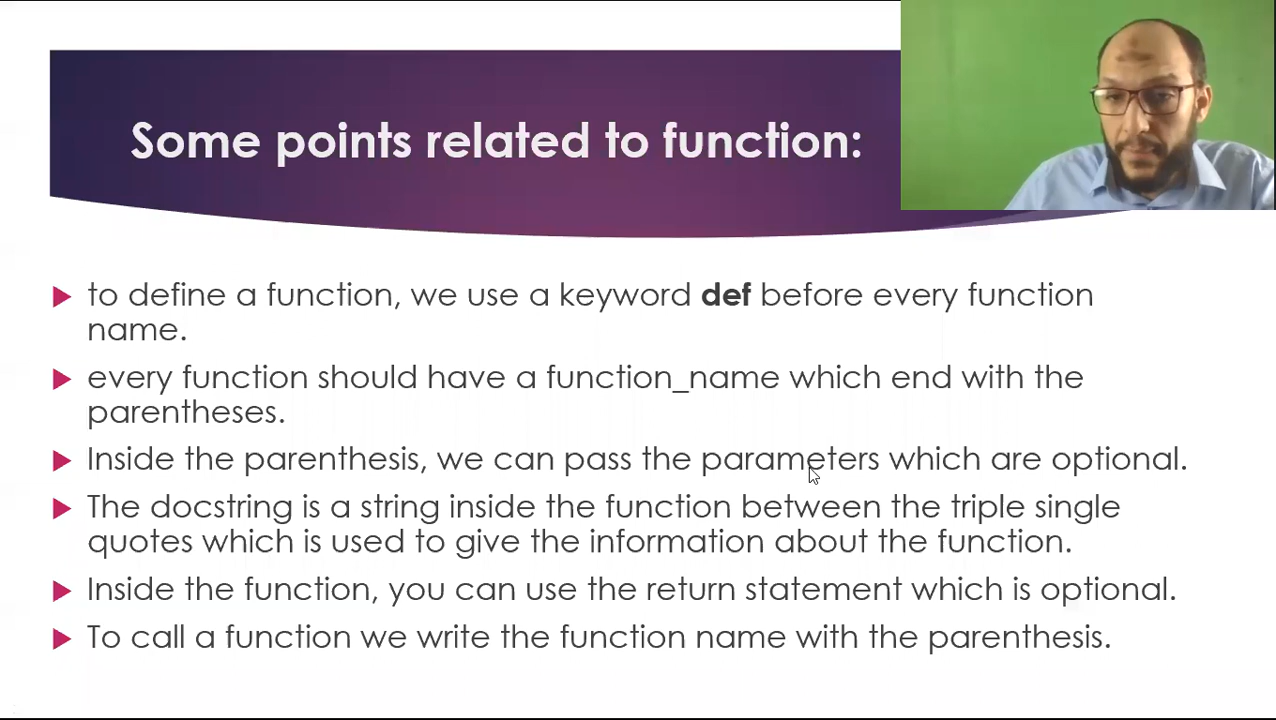 Some points related to function:
to define a function, we use a keyword def before every function
name.
every function should have a function_name which end with the
parentheses.
Inside the parenthesis, we can pass the parameters which are optional.
The docstring is a string inside the function between the triple single
quotes which is used to give the information about the function.
Inside the function, you can use the return statement which is optional.
To call a function we write the function name with the parenthesis.